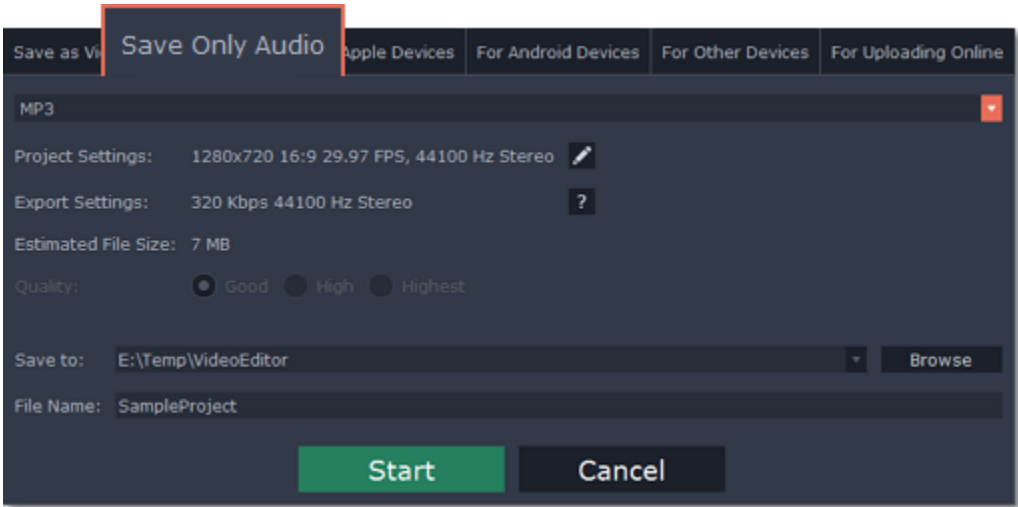 Save as Vi Save Only Audio Apple Devices For Android Devices For Other Devices For Uploading Online
MP3
Project Settings: 1280x720 16:9 29.97 FPS, 44100 Hz Stereo
Export Settings: 320 Kbps 44100 Hz Stereo ?
Estimated File Size: 7 MB
Quality: Good High Highest
Save to: E:\Temp\VideoEditor Browse
File Name: SampleProject
Start Cancel